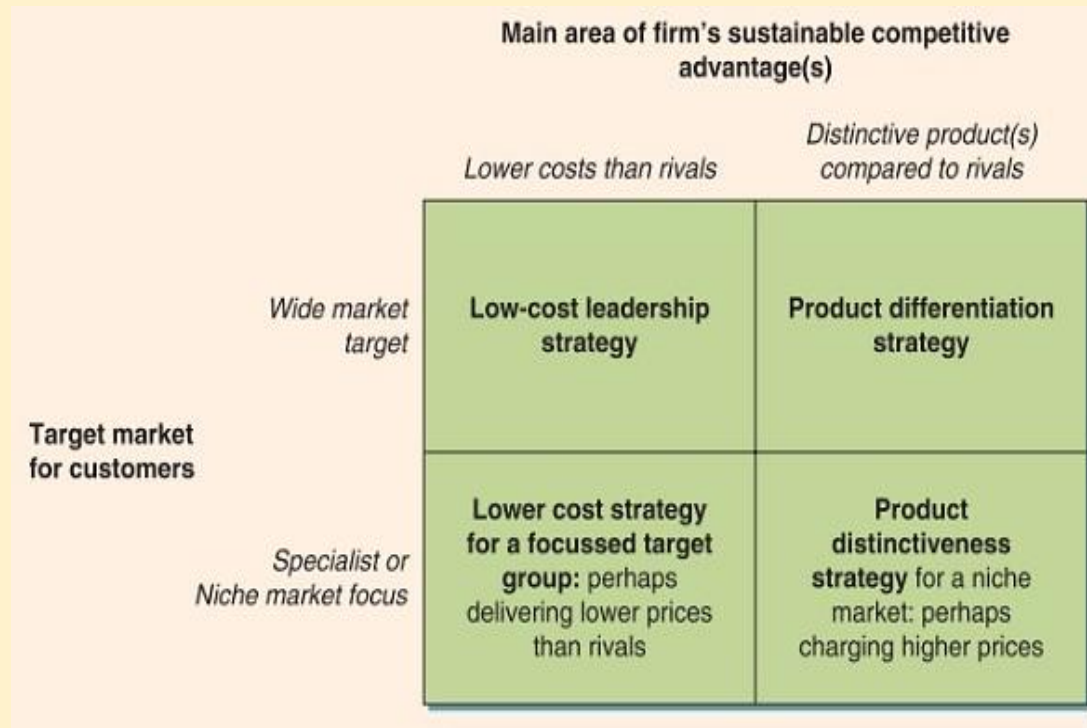 Main area of firm's sustainable competitive
advantage(s)
Lower costs than rivals
Distinctive product(s)
compared to rivals
Wide market
target
Low-cost leadership
strategy
Product differentiation
strategy
Target market
for customers
Specialist or
Niche market focus
Lower cost strategy
for a focussed target
group: perhaps
delivering lower prices
than rivals
Product
distinctiveness
strategy for a niche
market: perhaps
charging higher prices